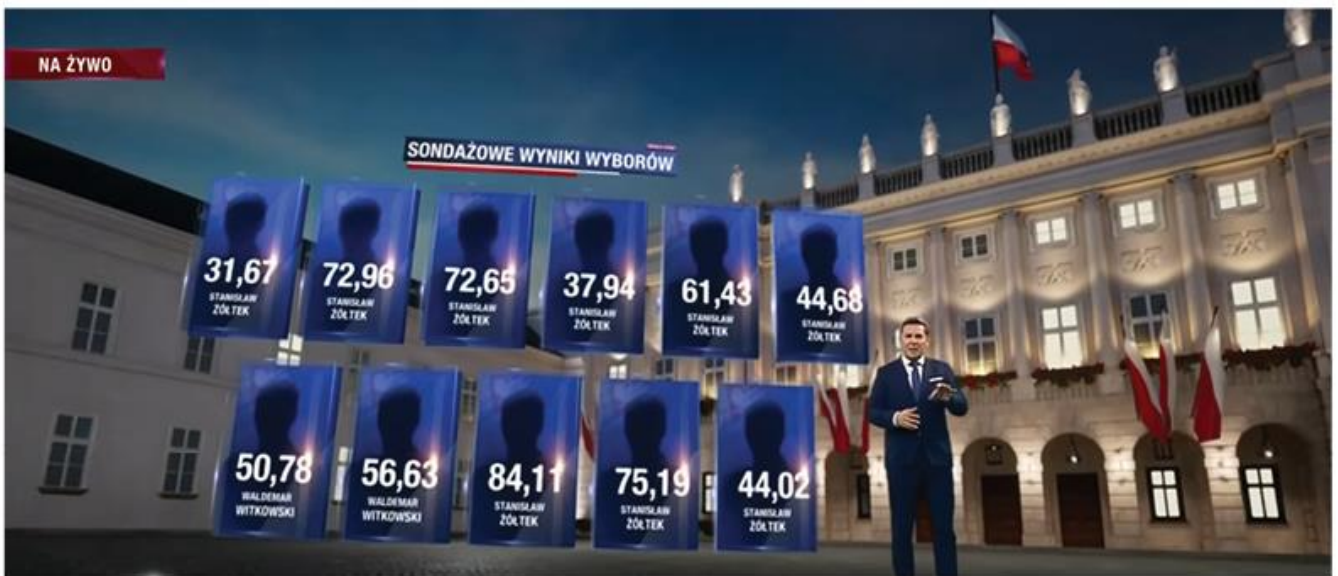 NA ŻYWO
SONDAŻOWE WYNIKI WYBORÓW
31,67
STANISŁAW
ŻÓŁTEK
72,96
STANISŁAW
ŻÓŁTEK
72,65
STANISŁAW
ŻÓŁTEK
37,94
STANISŁAW
ŻÓŁTEK
61,43
STANISŁAW
ŻÓŁTEK
44,68
STANISŁAW
ŻÓŁTEK
50,78
WALDEMAR
WITKOWSKI
56,63
WALDEMAR
WITKOWSKI
84,11
STANISŁAW
ŻÓŁTEK
75,19
STANISŁAW
ŻÓŁTEK
44,02
STANISŁAW
ŻÓŁTEK